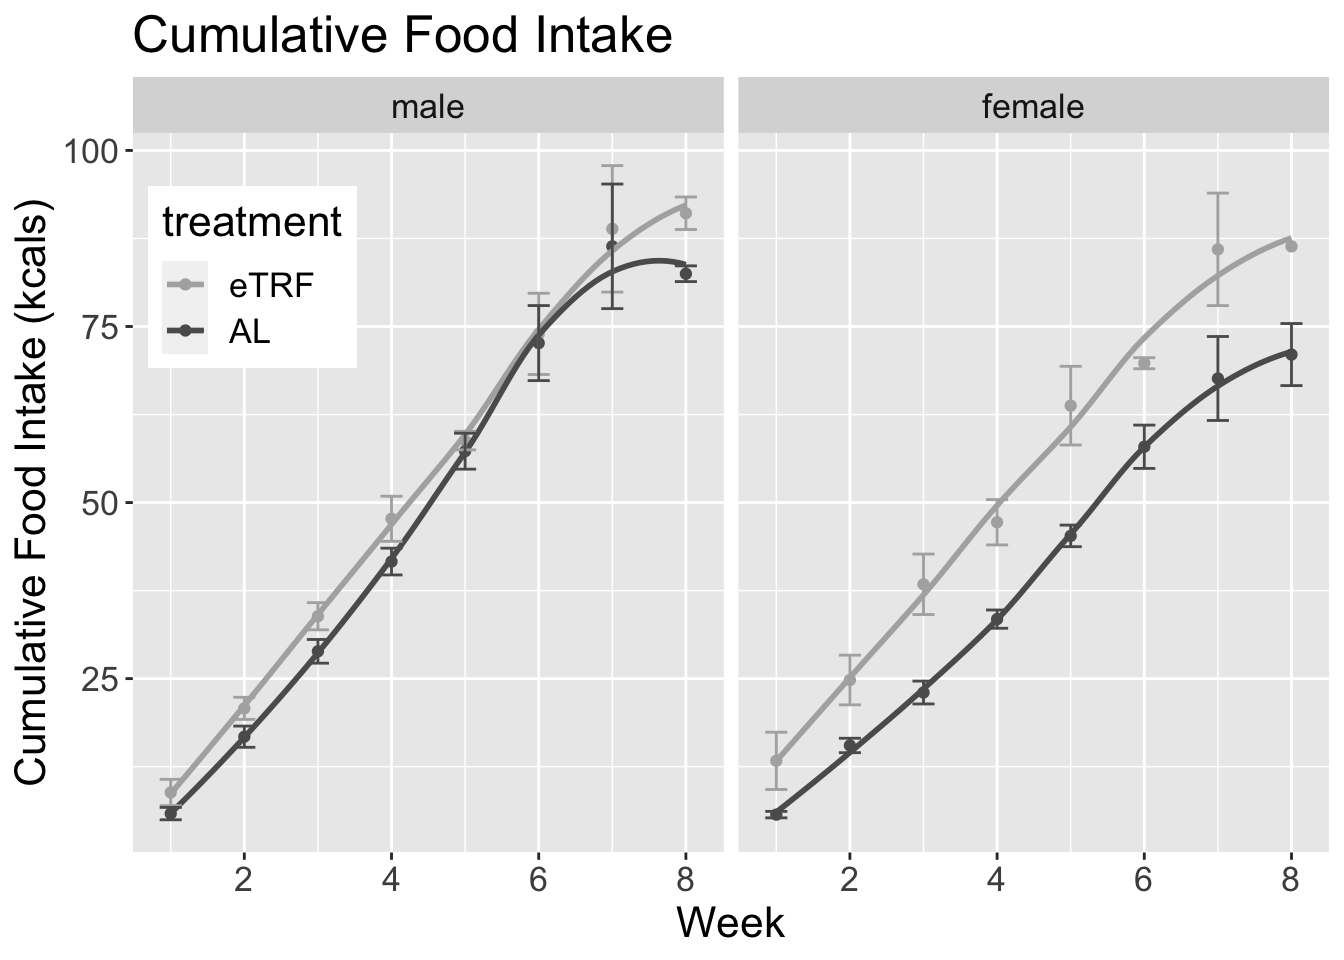 Cumulative Food Intake
male
female
Cumulative Food Intake (kcals)
100
75
50
25
treatment
eTRF
AL
2
4
6
8
2
4
6
8
Week